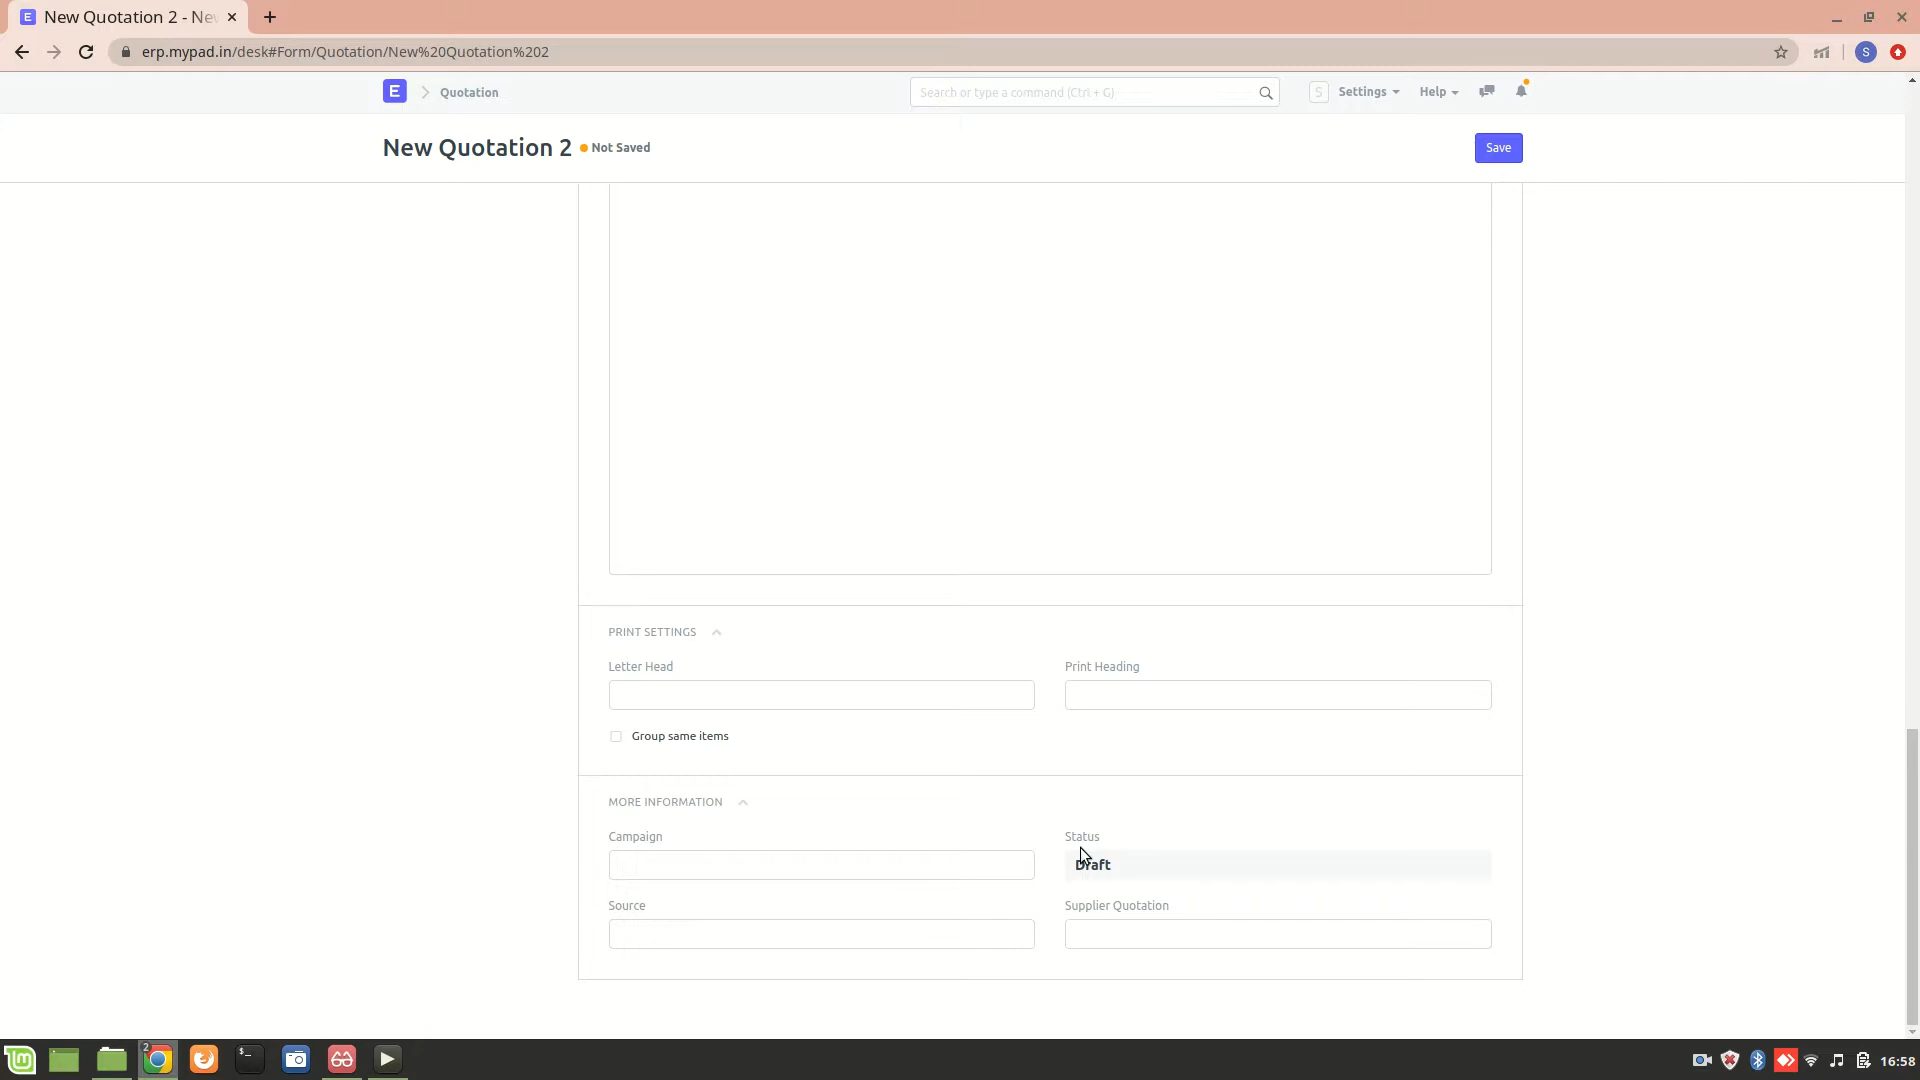 New Quotation 2 - Nev
erp.mypad.in/desk#Form/Quotation/New%20Quotation%202
S
E
Quotation
Search or type a command (Ctrl + G)
S
Settings
Help
New Quotation 2
Not Saved
Save
PRINT SETTINGS
Letter Head
Print Heading
Group same items
MORE INFORMATION
Campaign
Status
Draft
Source
Supplier Quotation
2
16:58